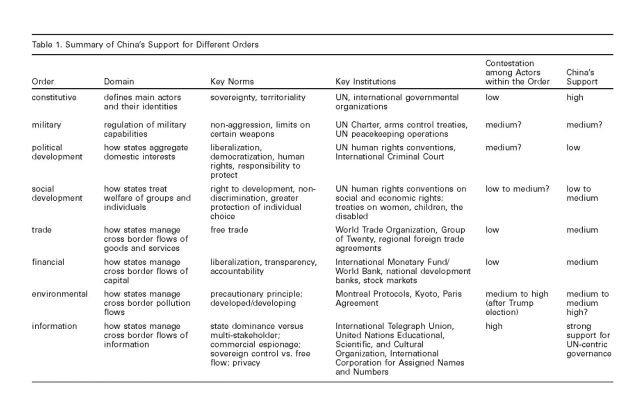 Table 1. Summary of China's Support for Different Orders
Order Domain Key Norms Key Institutions Contestation among Actors within the Order China's Support
constitutive defines main actors and their identities sovereignty, territoriality UN, international governmental organizations low high
military regulation of military capabilities non-aggression, limits on certain weapons UN Charter, arms control treaties, UN peacekeeping operations medium? medium?
political development how states aggregate domestic interests liberalization, democratization, human rights, responsibility to protect UN human rights conventions, International Criminal Court medium? low
social development how states treat welfare of groups and individuals right to development, non-discrimination, greater protection of individual choice UN human rights conventions on social and economic rights; treaties on women, children, the disabled low to medium? low to medium
trade how states manage cross border flows of goods and services free trade World Trade Organization, Group of Twenty, regional foreign trade agreements low medium
financial how states manage cross border flows of capital liberalization, transparency, accountability International Monetary Fund/World Bank, national development banks, stock markets low medium
environmental how states manage cross border pollution flows precautionary principle; developed/developing Montreal Protocols, Kyoto, Paris Agreement medium to high (after Trump election) medium to medium high?
information how states manage cross border flows of information state dominance versus multi-stakeholder; commercial espionage; sovereign control vs. free flow; privacy International Telegraph Union, United Nations Educational, Scientific, and Cultural Organization, International Corporation for Assigned Names and Numbers high strong support for UN-centric governance